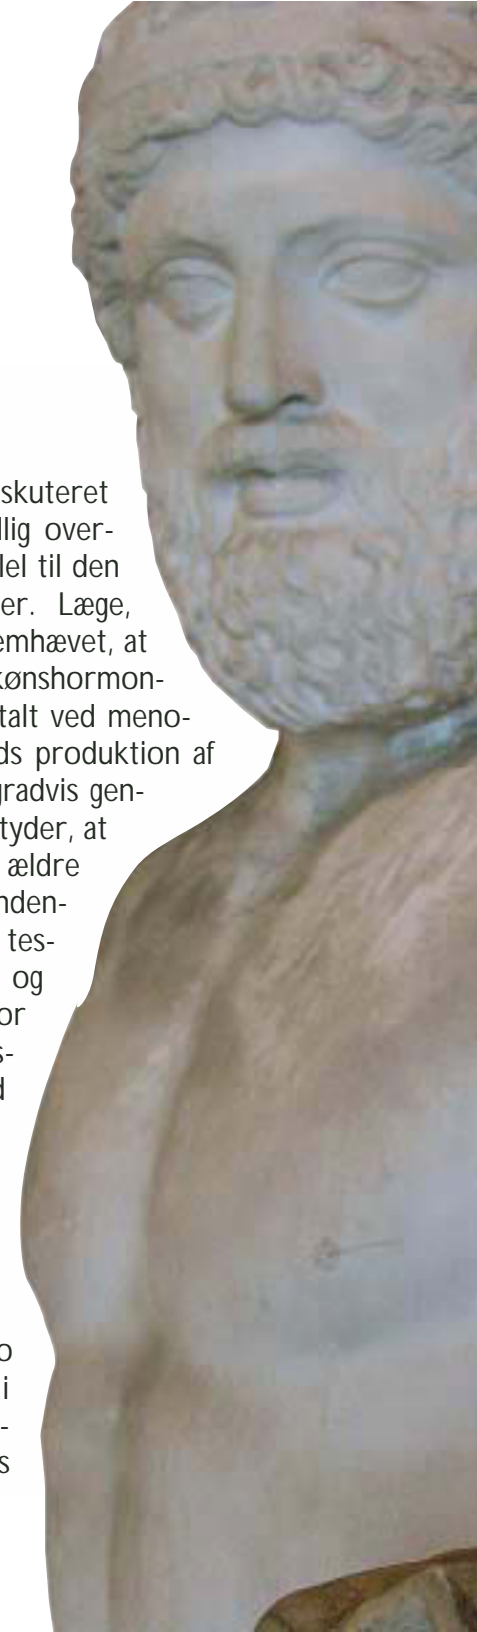 skuteret
llig over-
lel til den
er. Læge,
emhævet, at
kønshormon-
talt ved meno-
ds produktion af
gradvis gen-
tyder, at
ældre
nden-
tes-
og
or
s-
d
o
i
-
s